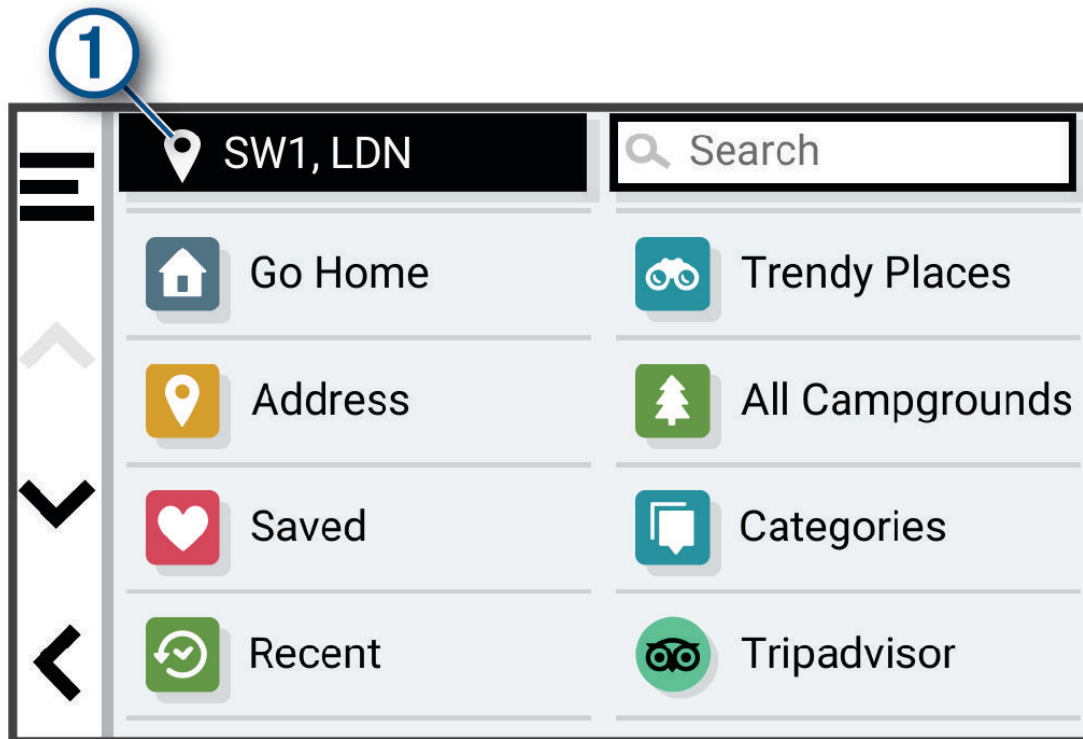 1
SW1, LDN
Search
Go Home
Trendy Places
Address
All Campgrounds
Saved
Categories
Recent
Tripadvisor